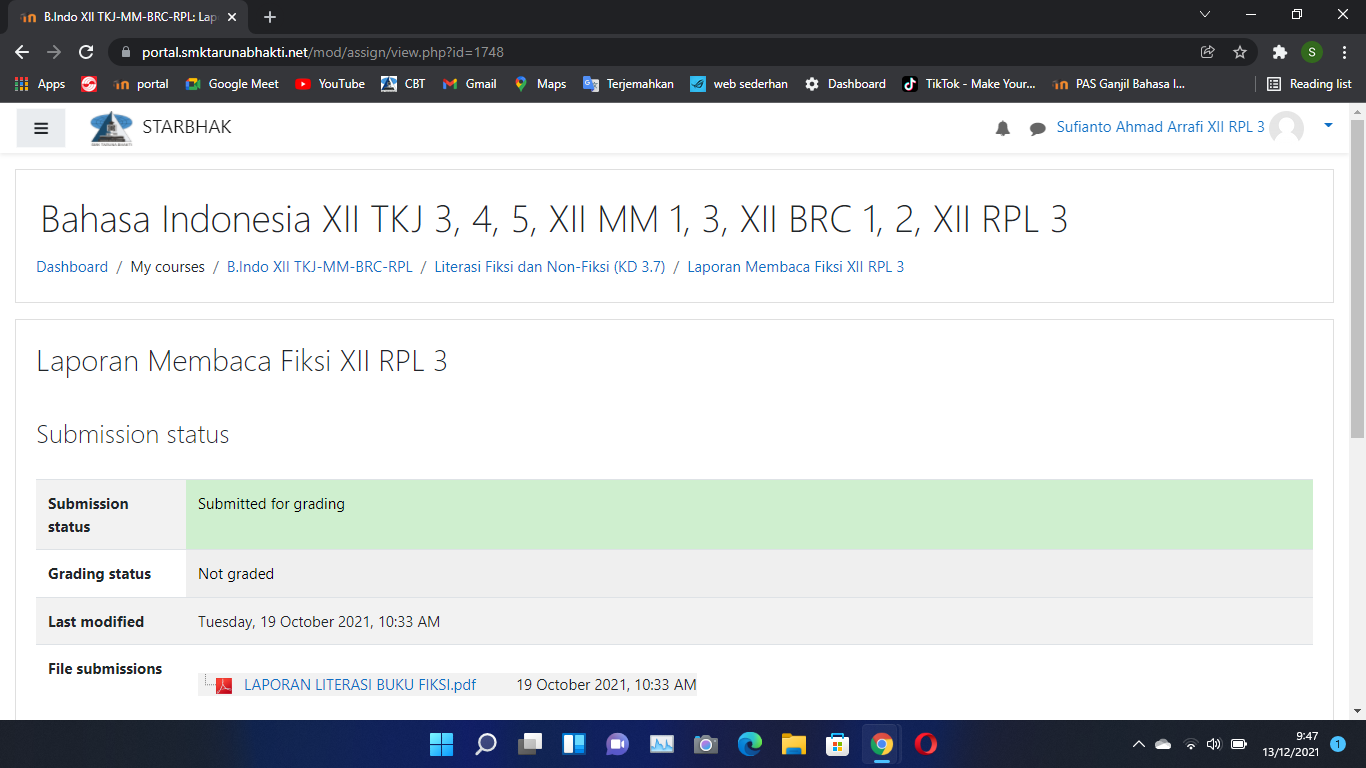 B.Indo XII TKJ-MM-BRC-RPL: Lap
portal.smktarunabhakti.net/mod/assign/view.php?id=1748
S
Apps portal Google Meet YouTube CBT Gmail Maps Terjemahkan web sederhan Dashboard TikTok - Make Your... PAS Ganjil Bahasa I... Reading list
STARBHAK
Sufianto Ahmad Arrafi XII RPL 3
Bahasa Indonesia XII TKJ 3, 4, 5, XII MM 1, 3, XII BRC 1, 2, XII RPL 3
Dashboard / My courses / B.Indo XII TKJ-MM-BRC-RPL / Literasi Fiksi dan Non-Fiksi (KD 3.7) / Laporan Membaca Fiksi XII RPL 3
Laporan Membaca Fiksi XII RPL 3
Submission status
Submission status Submitted for grading
Grading status Not graded
Last modified Tuesday, 19 October 2021, 10:33 AM
File submissions
LAPORAN LITERASI BUKU FIKSI.pdf 19 October 2021, 10:33 AM
9:47
13/12/2021
1